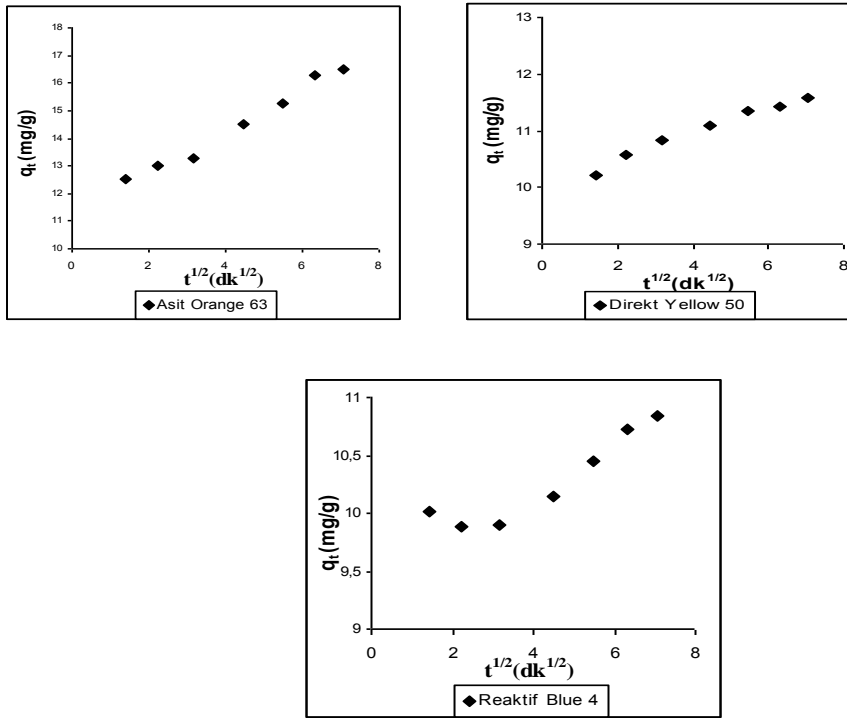 18
17
16
15
14
13
12
11
10
qt (mg/g)
0 2 4 6 8
t1/2(dk1/2)
◆ Asit Orange 63
13
12
11
10
9
qt (mg/g)
0 2 4 6 8
t1/2(dk1/2)
◆ Direkt Yellow 50
11
10,5
10
9,5
9
qt (mg/g)
0 2 4 6 8
t1/2(dk1/2)
◆ Reaktif Blue 4